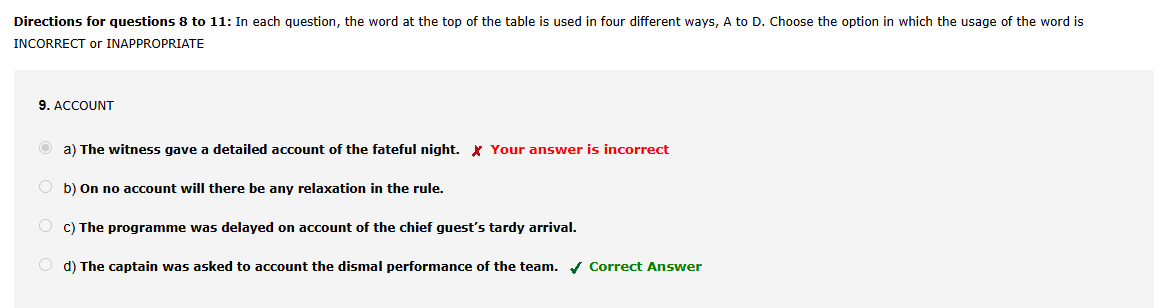 Directions for questions 8 to 11: In each question, the word at the top of the table is used in four different ways, A to D. Choose the option in which the usage of the word is
INCORRECT or INAPPROPRIATE
9. ACCOUNT
a) The witness gave a detailed account of the fateful night. ✗ Your answer is incorrect
b) On no account will there be any relaxation in the rule.
c) The programme was delayed on account of the chief guest’s tardy arrival.
d) The captain was asked to account the dismal performance of the team. ✓ Correct Answer